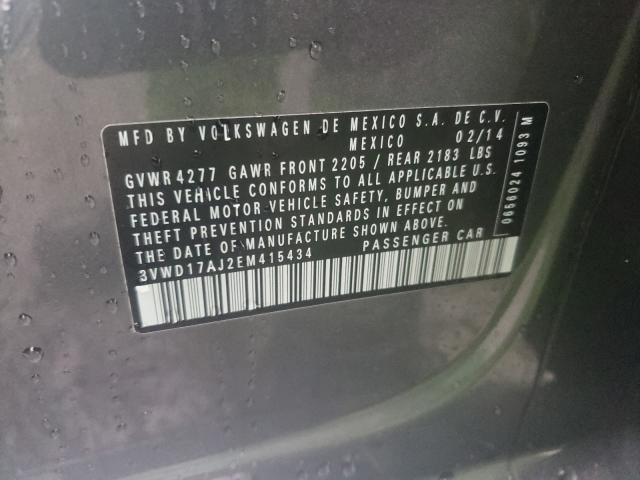 MFD BY VOLKSWAGEN DE MEXICO S.A. DE C.V.
MEXICO 02/14
GVWR 4277 GAWR FRONT 2205 / REAR 2183 LBS
THIS VEHICLE CONFORMS TO ALL APPLICABLE U.S.
FEDERAL MOTOR VEHICLE SAFETY, BUMPER AND
THEFT PREVENTION STANDARDS IN EFFECT ON
THE DATE OF MANUFACTURE SHOWN ABOVE.
3VWD17AJ2EM415434 PASSENGER CAR
0656024 1093 M